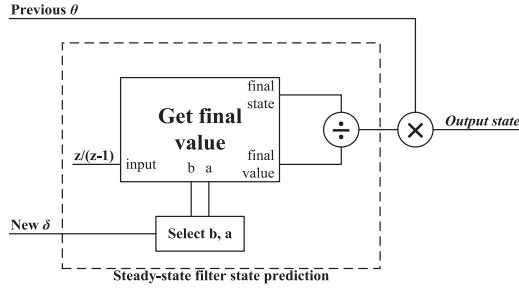 Previous θ
final
state
Get final
value
÷
×
Output state
z/(z-1)
input
b a
final
value
New δ
Select b, a
Steady-state filter state prediction